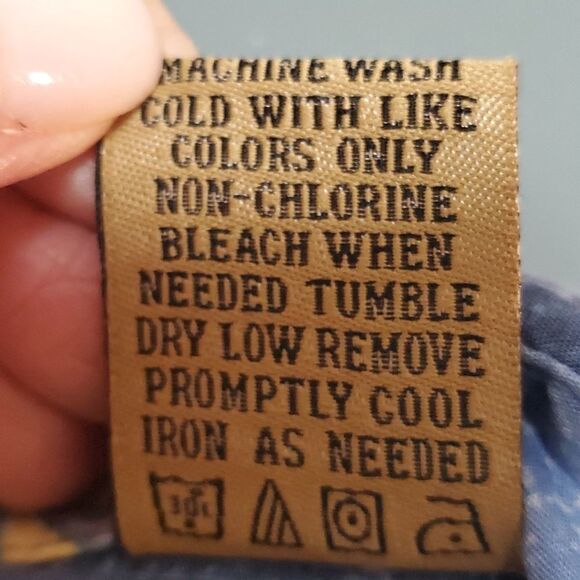 MACHINE WASH
COLD WITH LIKE
COLORS ONLY
NON-CHLORINE
BLEACH WHEN
NEEDED TUMBLE
DRY LOW REMOVE
PROMPTLY COOL
IRON AS NEEDED